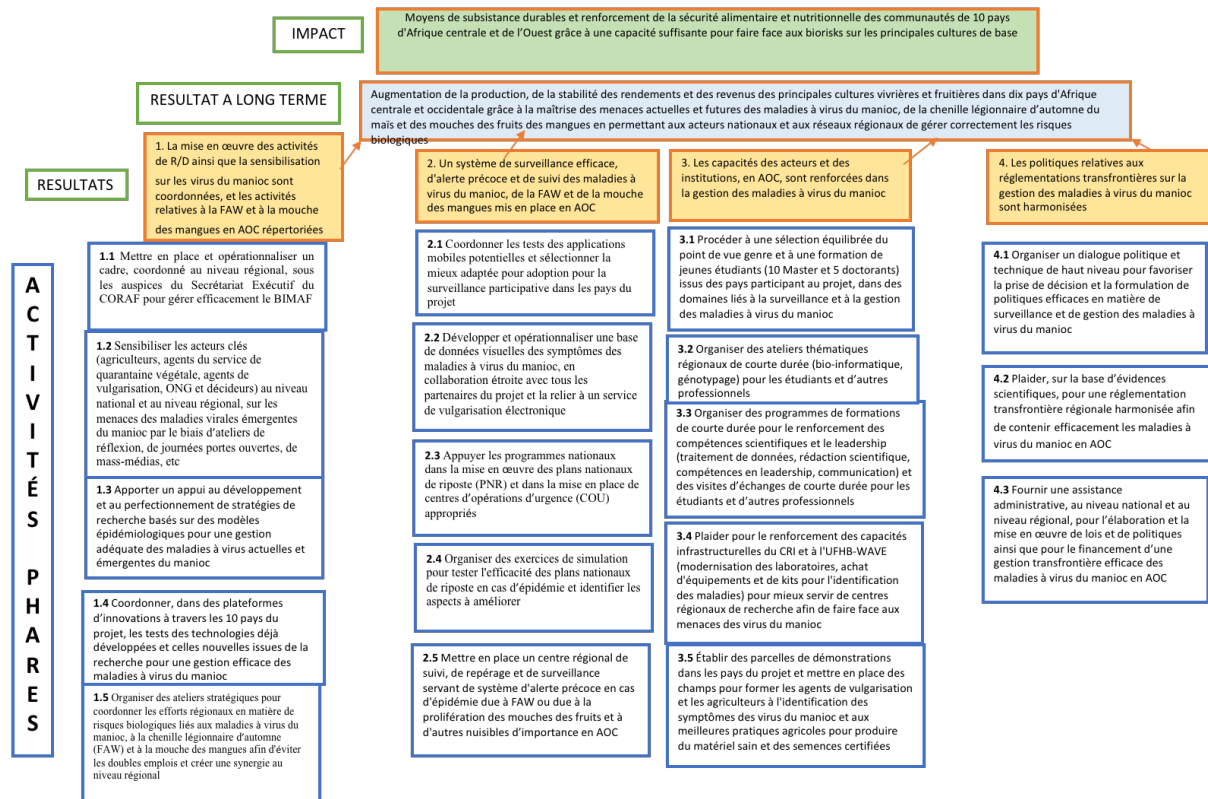 IMPACT
Moyens de subsistance durables et renforcement de la sécurité alimentaire et nutritionnelle des communautés de 10 pays
d'Afrique centrale et de l'Ouest grâce à une capacité suffisante pour faire face aux biorisks sur les principales cultures de base
RESULTAT A LONG TERME
Augmentation de la production, de la stabilité des rendements et des revenus des principales cultures vivrières et fruitières dans dix pays d'Afrique
centrale et occidentale grâce à la maîtrise des menaces actuelles et futures des maladies à virus du manioc, de la chenille légionnaire d'automne du
maïs et des mouches des fruits des mangues en permettant aux acteurs nationaux et aux réseaux régionaux de gérer correctement les risques
biologiques
RESULTATS
1. La mise en œuvre des activités
de R/D ainsi que la sensibilisation
sur les virus du manioc sont
coordonnées, et les activités
relatives à la FAW et à la mouche
des mangues en AOC répertoriées
2. Un système de surveillance efficace,
d'alerte précoce et de suivi des maladies à
virus du manioc, de la FAW et de la mouche
des mangues mis en place en AOC
3. Les capacités des acteurs et des
institutions, en AOC, sont renforcées dans
la gestion des maladies à virus du manioc
4. Les politiques relatives aux
réglementations transfrontières sur la
gestion des maladies à virus du manioc
sont harmonisées
ACTIVITÉS PHARES
1.1 Mettre en place et opérationnaliser un
cadre, coordonné au niveau régional, sous
les auspices du Secrétariat Exécutif du
CORAF pour gérer efficacement le BIMAF
1.2 Sensibiliser les acteurs clés
(agriculteurs, agents du service de
quarantaine végétale, agents de
vulgarisation, ONG et décideurs) au niveau
national et au niveau régional, sur les
menaces des maladies virales émergentes
du manioc par le biais d'ateliers de
réflexion, de journées portes ouvertes, de
mass-médias, etc
1.3 Apporter un appui au développement
et au perfectionnement de stratégies de
recherche basés sur des modèles
épidémiologiques pour une gestion
adéquate des maladies à virus actuelles et
émergentes du manioc
1.4 Coordonner, dans des plateformes
d'innovations à travers les 10 pays du
projet, les tests des technologies déjà
développées et celles nouvelles issues de la
recherche pour une gestion efficace des
maladies à virus du manioc
1.5 Organiser des ateliers stratégiques pour
coordonner les efforts régionaux en matière de
risques biologiques liés aux maladies à virus du
manioc, à la chenille légionnaire d'automne
(FAW) et à la mouche des mangues afin d'éviter
les doubles emplois et créer une synergie au
niveau régional
2.1 Coordonner les tests des applications
mobiles potentielles et sélectionner la
mieux adaptée pour adoption pour la
surveillance participative dans les pays du
projet
2.2 Développer et opérationnaliser une base
de données visuelles des symptômes des
maladies à virus du manioc, en
collaboration étroite avec tous les
partenaires du projet et la relier à un service
de vulgarisation électronique
2.3 Appuyer les programmes nationaux
dans la mise en œuvre des plans nationaux
de riposte (PNR) et dans la mise en place de
centres d'opérations d'urgence (COU)
appropriés
2.4 Organiser des exercices de simulation
pour tester l'efficacité des plans nationaux
de riposte en cas d'épidémie et identifier les
aspects à améliorer
2.5 Mettre en place un centre régional de
suivi, de repérage et de surveillance
servant de système d'alerte précoce en cas
d'épidémie due à FAW ou due à la
prolifération des mouches des fruits et à
d'autres nuisibles d'importance en AOC
3.1 Procéder à une sélection équilibrée du
point de vue genre et à une formation de
jeunes étudiants (10 Master et 5 doctorants)
issus des pays participant au projet, dans des
domaines liés à la surveillance et à la gestion
des maladies à virus du manioc
3.2 Organiser des ateliers thématiques
régionaux de courte durée (bio-informatique,
génotypage) pour les étudiants et d'autres
professionnels
3.3 Organiser des programmes de formations
de courte durée pour le renforcement des
compétences scientifiques et le leadership
(traitement de données, rédaction scientifique,
compétences en leadership, communication) et
des visites d'échanges de courte durée pour les
étudiants et d'autres professionnels
3.4 Plaider pour le renforcement des capacités
infrastructurelles du CRI et à l'UFHB-WAVE
(modernisation des laboratoires, achat
d'équipements et de kits pour l'identification
des maladies) pour mieux servir de centres
régionaux de recherche afin de faire face aux
menaces des virus du manioc
3.5 Établir des parcelles de démonstrations
dans les pays du projet et mettre en place des
champs pour former les agents de vulgarisation
et les agriculteurs à l'identification des
symptômes des virus du manioc et aux
meilleures pratiques agricoles pour produire
du matériel sain et des semences certifiées
4.1 Organiser un dialogue politique et
technique de haut niveau pour favoriser
la prise de décision et la formulation de
politiques efficaces en matière de
surveillance et de gestion des maladies à
virus du manioc
4.2 Plaider, sur la base d'évidences
scientifiques, pour une réglementation
transfrontière régionale harmonisée afin
de contenir efficacement les maladies à
virus du manioc en AOC
4.3 Fournir une assistance
administrative, au niveau national et au
niveau régional, pour l'élaboration et la
mise en œuvre de lois et de politiques
ainsi que pour le financement d'une
gestion transfrontière efficace des
maladies à virus du manioc en AOC